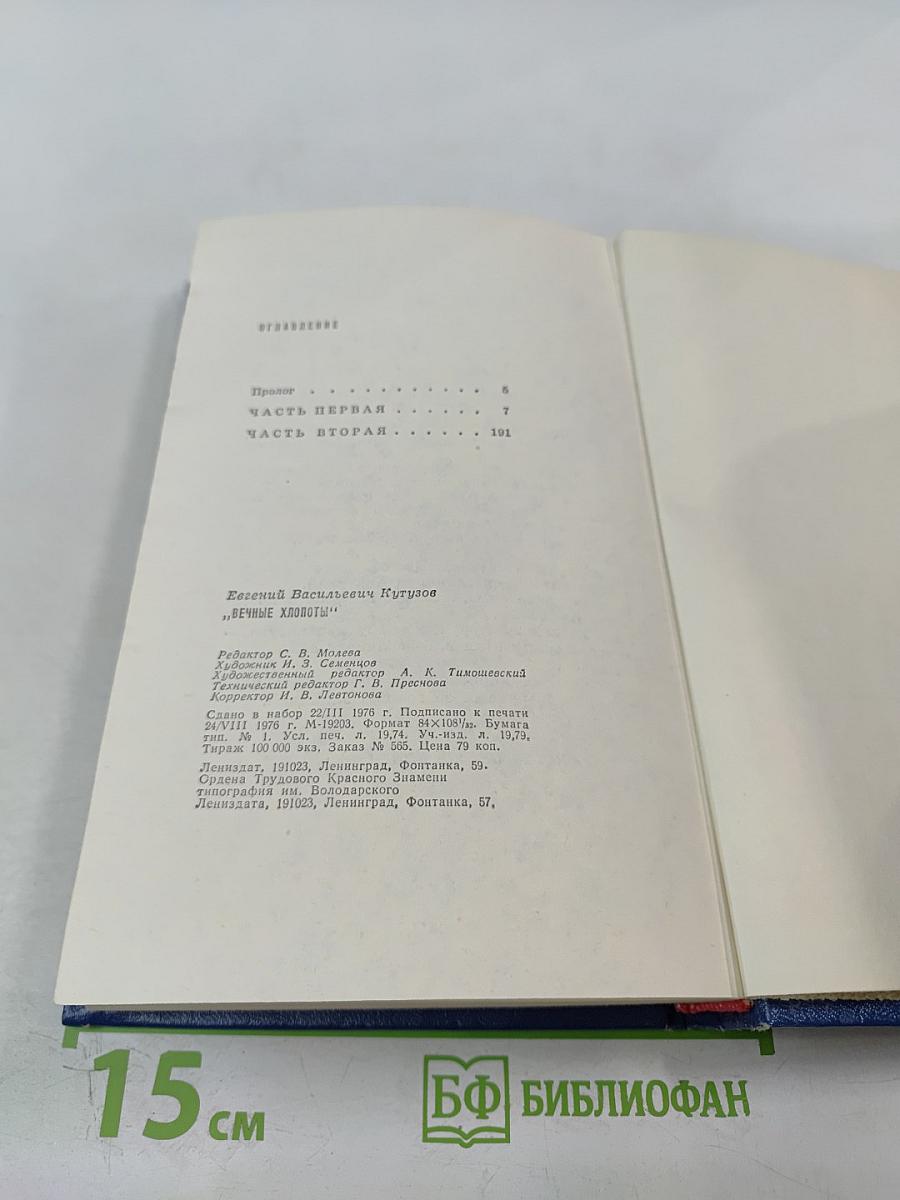 ОГЛАВЛЕНИЕ
Пролог . . . . . . . . . . . 5
ЧАСТЬ ПЕРВАЯ . . . . . . 7
ЧАСТЬ ВТОРАЯ . . . . . . 191
Евгений Васильевич Кутузов
„ВЕЧНЫЕ ХЛОПОТЫ“
Редактор С. В. Молева
Художник И. З. Семенцов
Художественный редактор А. К. Тимошевский
Технический редактор Г. В. Преснова
Корректор И. В. Левтонова
Сдано в набор 22/III 1976 г. Подписано к печати
24/VIII 1976 г. М-19203. Формат 84×108¹/₃₂. Бумага
тип. № 1. Усл. печ. л. 19,74. Уч.-изд. л. 19,79.
Тираж 100 000 экз. Заказ № 565. Цена 79 коп.
Лениздат, 191023, Ленинград, Фонтанка, 59.
Ордена Трудового Красного Знамени
типография им. Володарского
Лениздата, 191023, Ленинград, Фонтанка, 57.
15 см
БФ БИБЛИОФАН